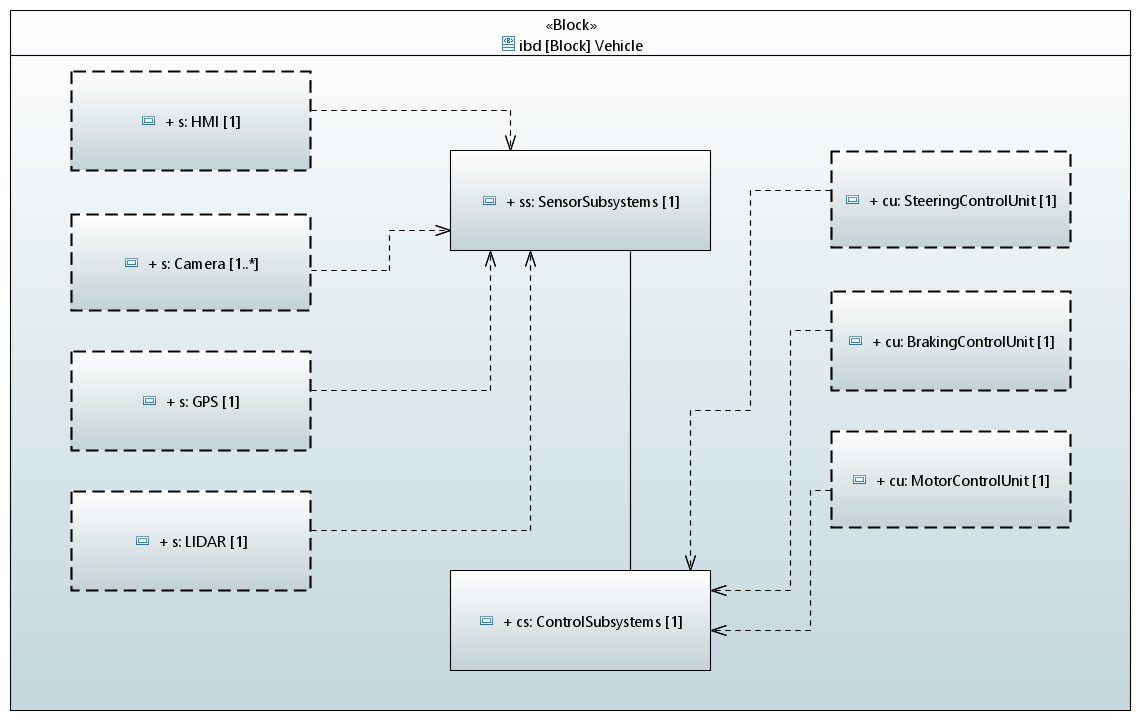 «Block»
ibd [Block] Vehicle
+ s: HMI [1]
+ s: Camera [1..*]
+ s: GPS [1]
+ s: LIDAR [1]
+ ss: SensorSubsystems [1]
+ cs: ControlSubsystems [1]
+ cu: SteeringControlUnit [1]
+ cu: BrakingControlUnit [1]
+ cu: MotorControlUnit [1]